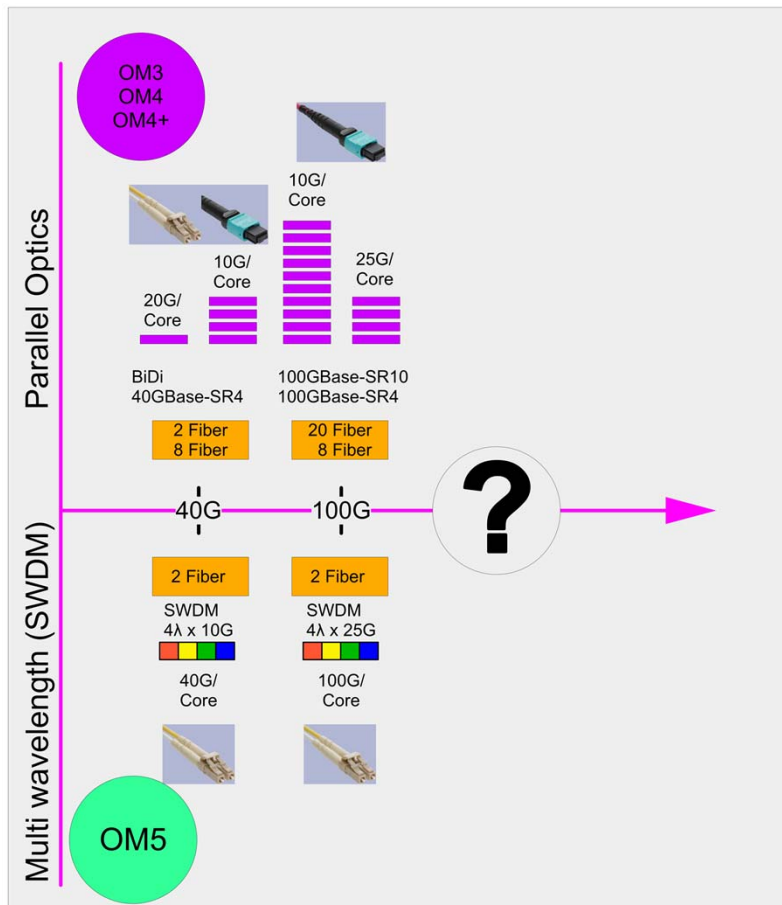 OM3
OM4
OM4+
Parallel Optics
10G/
Core
10G/
Core
25G/
Core
20G/
Core
BiDi
40GBase-SR4
100GBase-SR10
100GBase-SR4
2 Fiber
8 Fiber
20 Fiber
8 Fiber
40G
100G
?
Multi wavelength (SWDM)
2 Fiber
2 Fiber
SWDM
4λ x 10G
SWDM
4λ x 25G
40G/
Core
100G/
Core
OM5